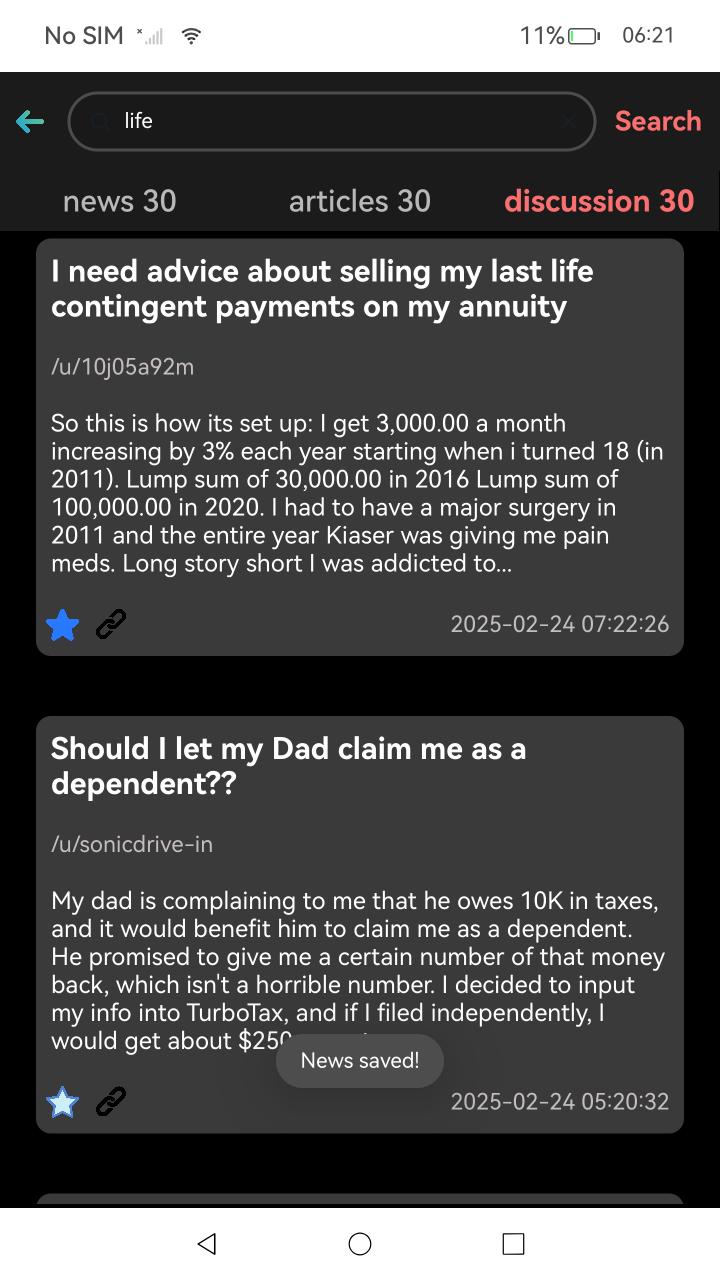 No SIM 11% 06:21
life Search
news 30 articles 30 discussion 30
I need advice about selling my last life
contingent payments on my annuity
/u/10j05a92m
So this is how its set up: I get 3,000.00 a month
increasing by 3% each year starting when i turned 18 (in
2011). Lump sum of 30,000.00 in 2016 Lump sum of
100,000.00 in 2020. I had to have a major surgery in
2011 and the entire year Kiaser was giving me pain
meds. Long story short I was addicted to...
2025-02-24 07:22:26
Should I let my Dad claim me as a
dependent??
/u/sonicdrive-in
My dad is complaining to me that he owes 10K in taxes,
and it would benefit him to claim me as a dependent.
He promised to give me a certain number of that money
back, which isn't a horrible number. I decided to input
my info into TurboTax, and if I filed independently, I
would get about $250
News saved!
2025-02-24 05:20:32